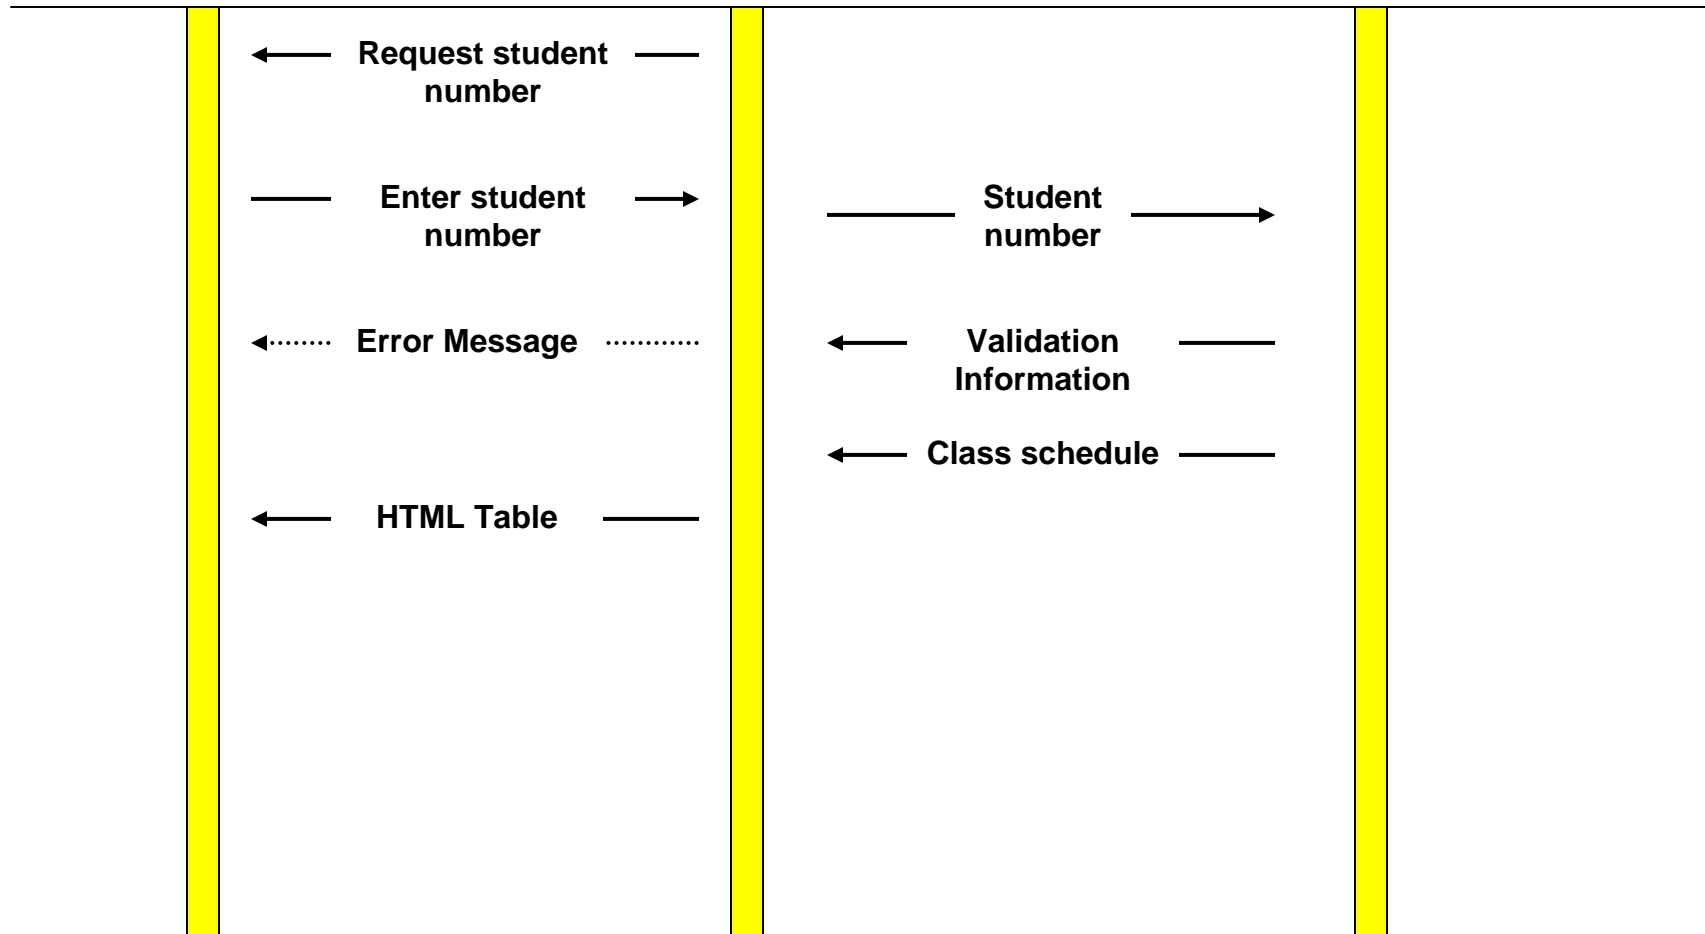 Request student
number
Enter student
number
Student
number
Error Message
Validation
Information
Class schedule
HTML Table